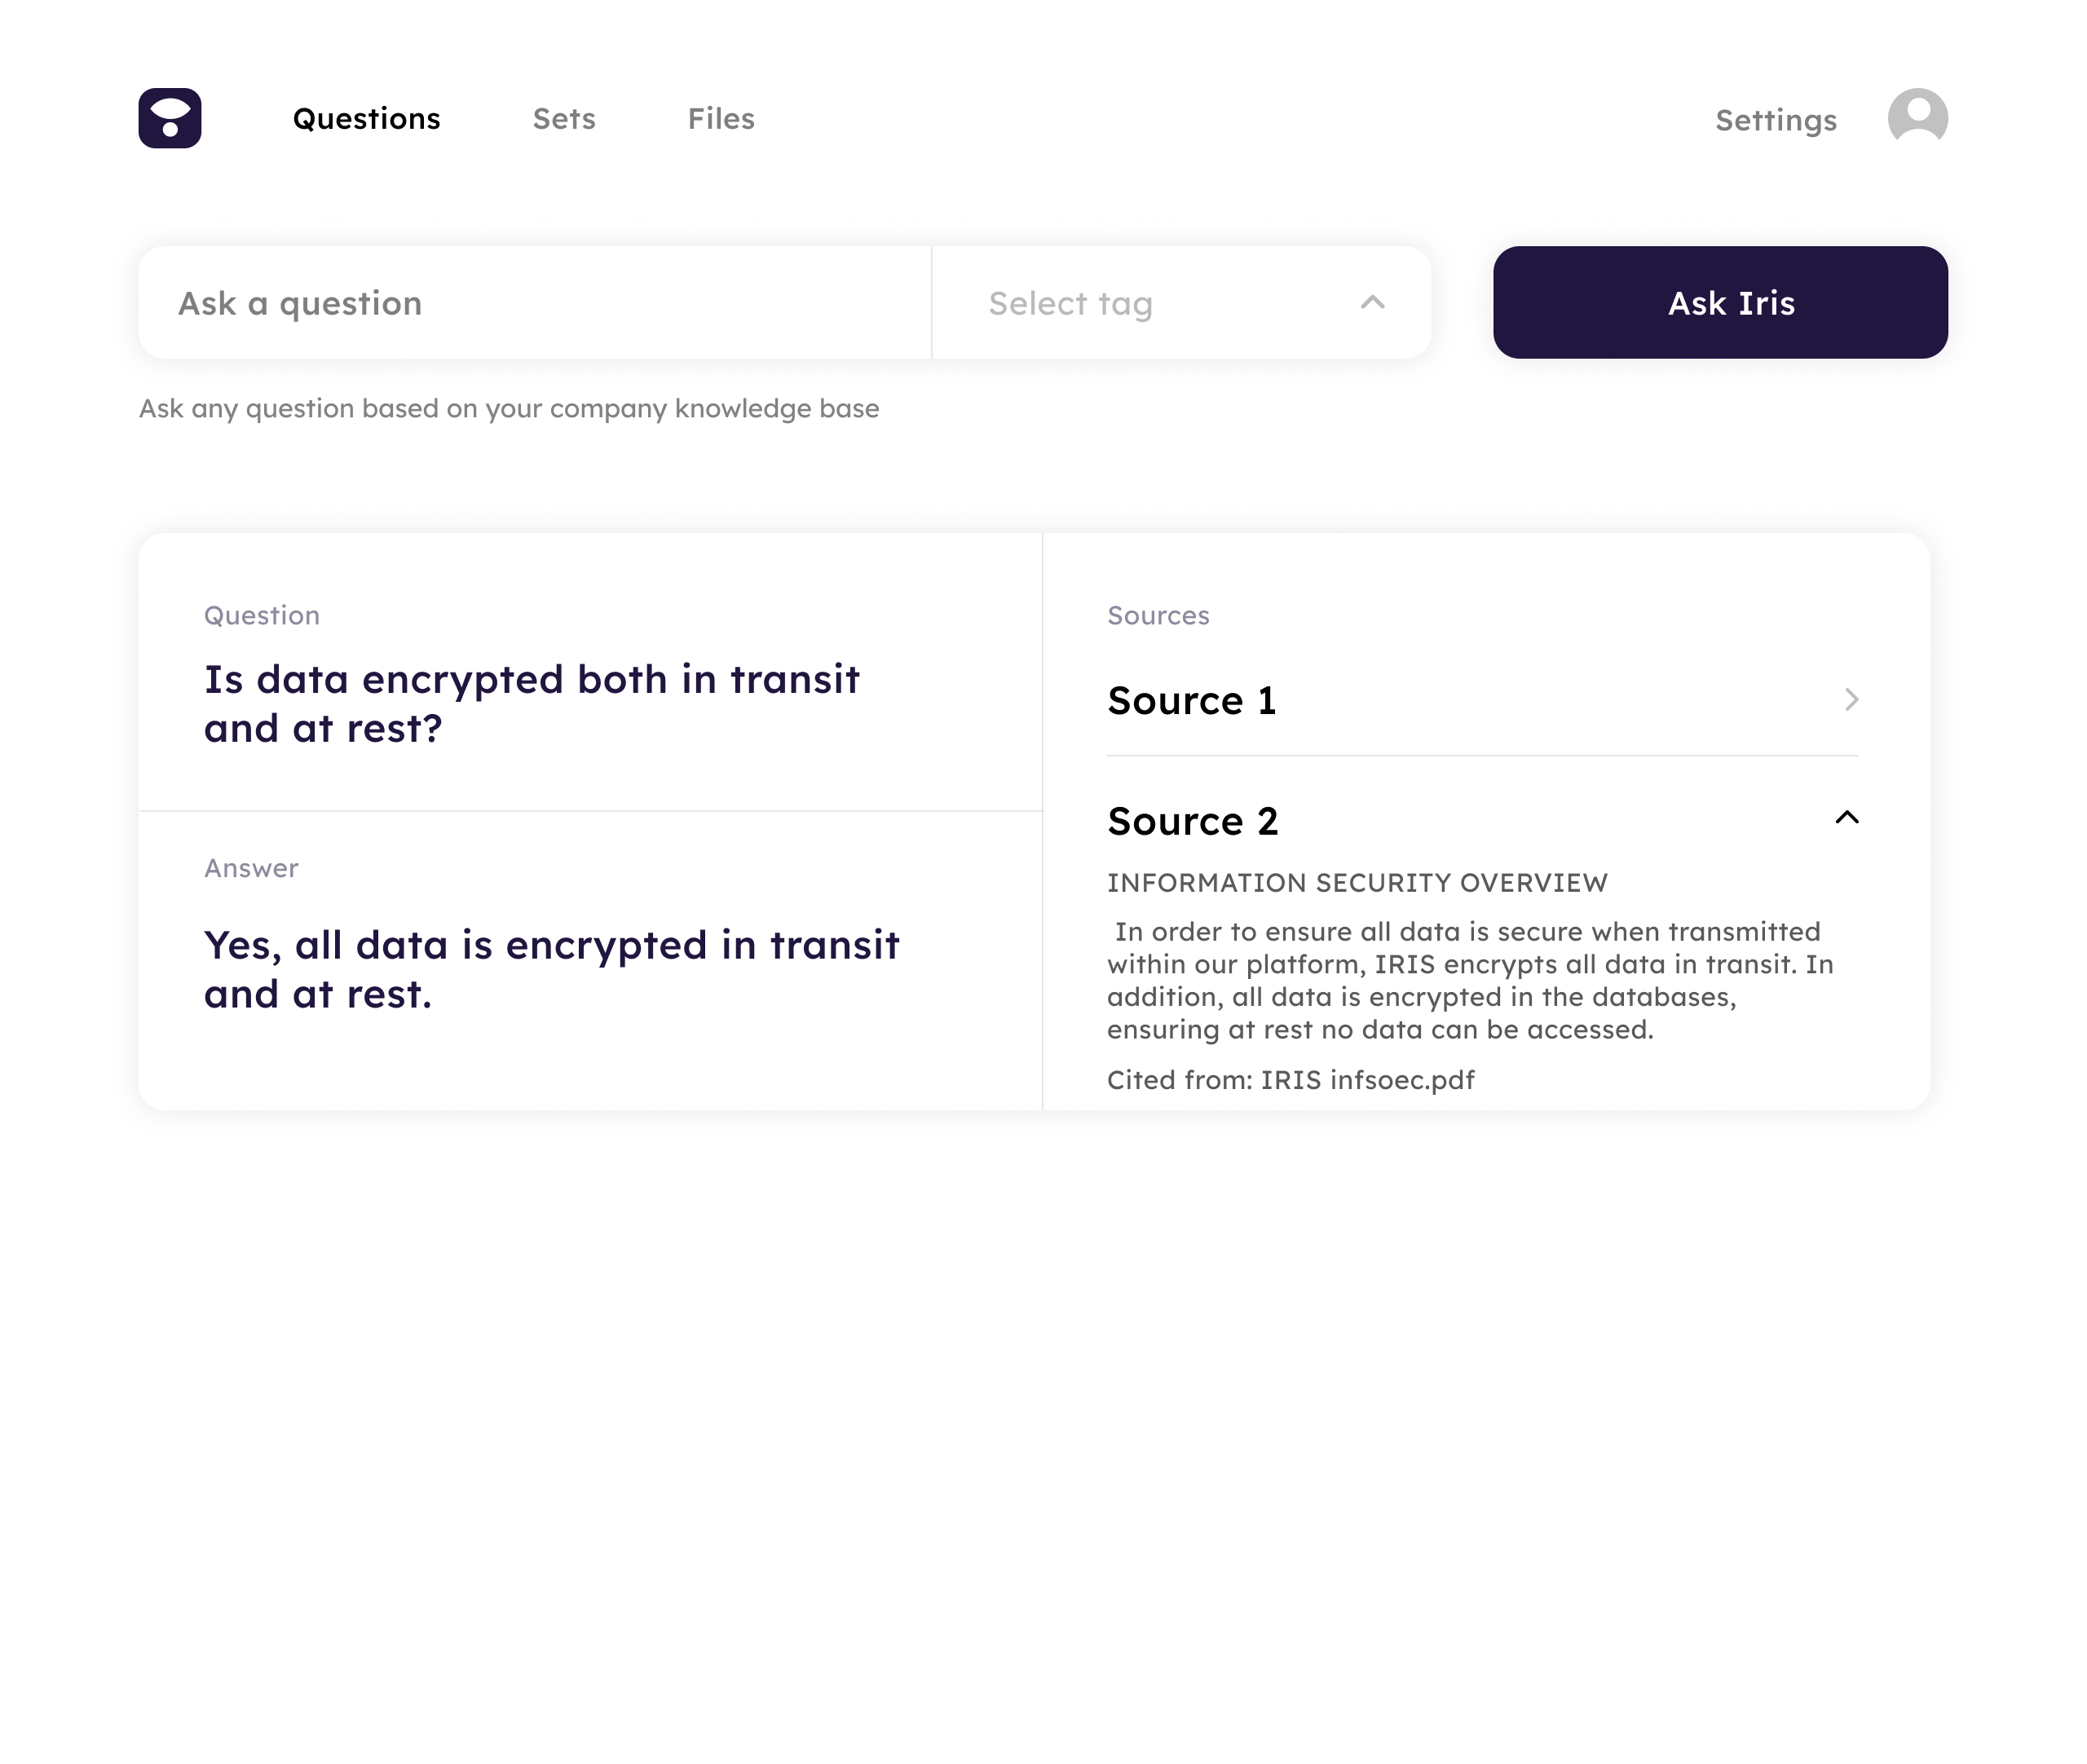 Questions
Sets
Files
Settings
Ask a question
Select tag
Ask Iris
Ask any question based on your company knowledge base
Question
Is data encrypted both in transit
and at rest?
Answer
Yes, all data is encrypted in transit
and at rest.
Sources
Source 1
Source 2
INFORMATION SECURITY OVERVIEW
In order to ensure all data is secure when transmitted
within our platform, IRIS encrypts all data in transit. In
addition, all data is encrypted in the databases,
ensuring at rest no data can be accessed.
Cited from: IRIS infsoec.pdf